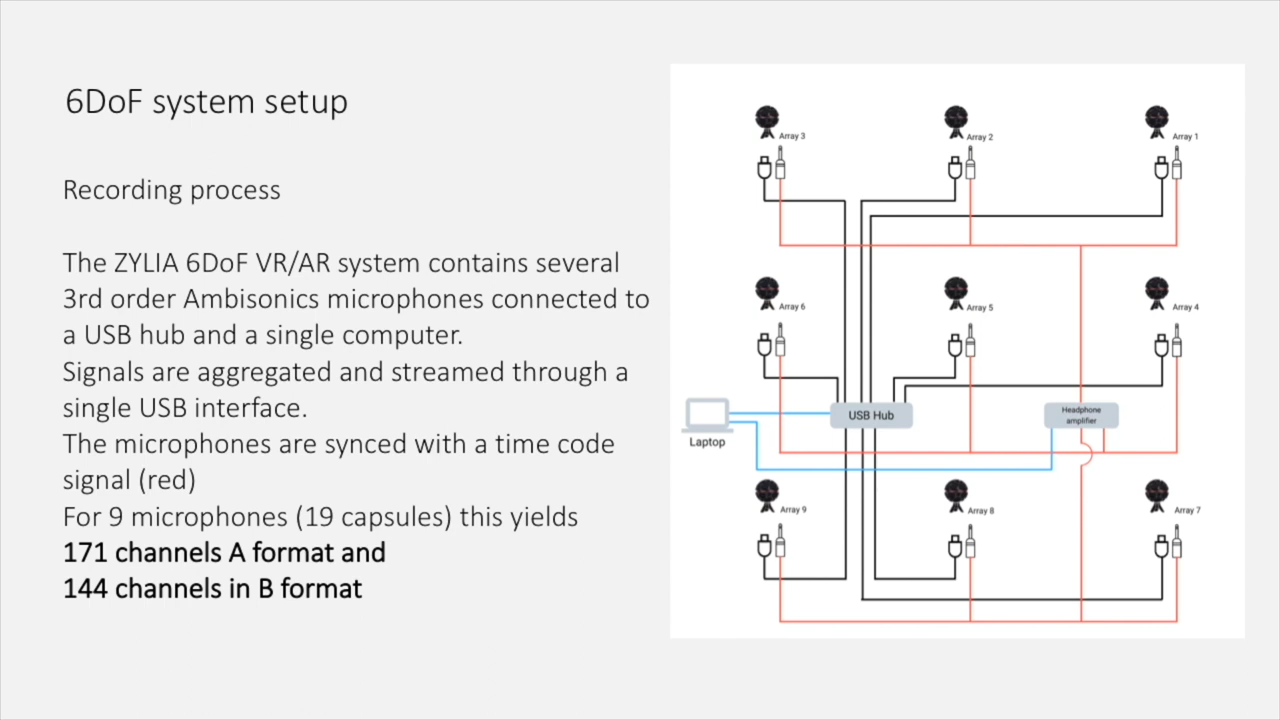 6DoF system setup
Recording process
The ZYLIA 6DoF VR/AR system contains several
3rd order Ambisonics microphones connected to
a USB hub and a single computer.
Signals are aggregated and streamed through a
single USB interface.
The microphones are synced with a time code
signal (red)
For 9 microphones (19 capsules) this yields
171 channels A format and
144 channels in B format
Array 3
Array 2
Array 1
Array 6
Array 5
Array 4
USB Hub
Headphone
amplifier
Laptop
Array 9
Array 8
Array 7